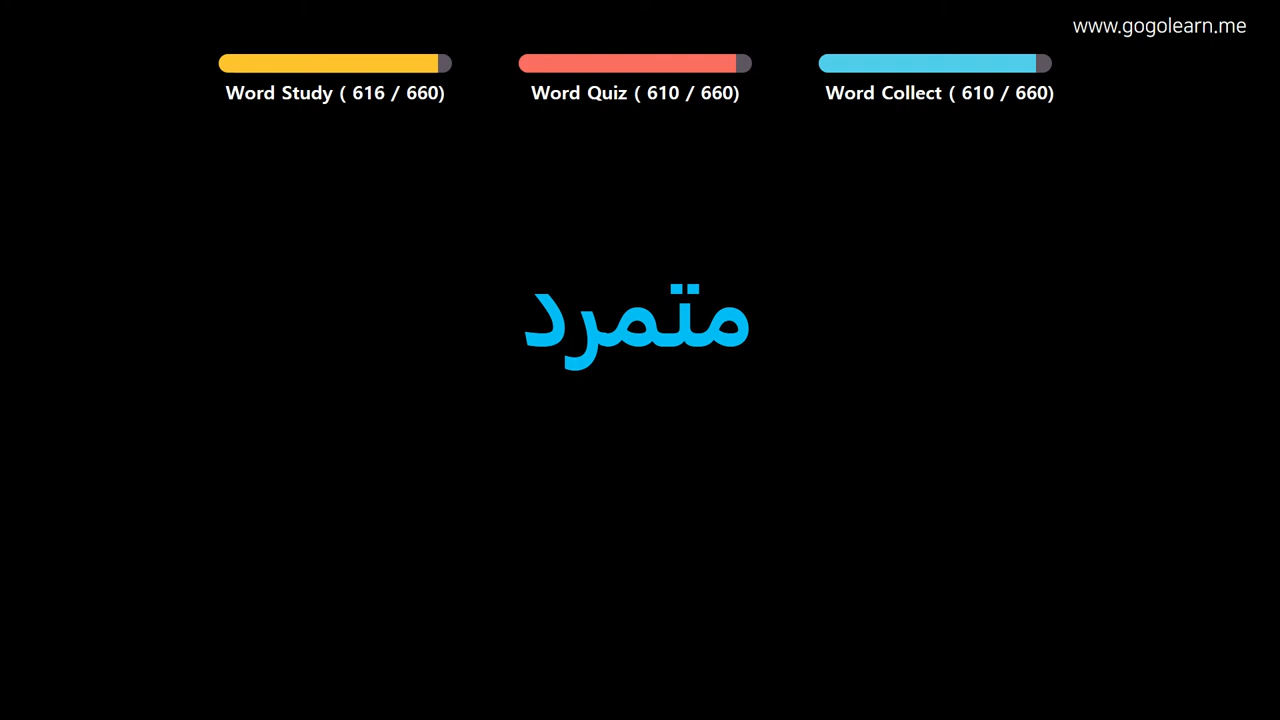 www.gogolearn.me
Word Study ( 616 / 660)
Word Quiz ( 610 / 660)
Word Collect ( 610 / 660)
متمرد